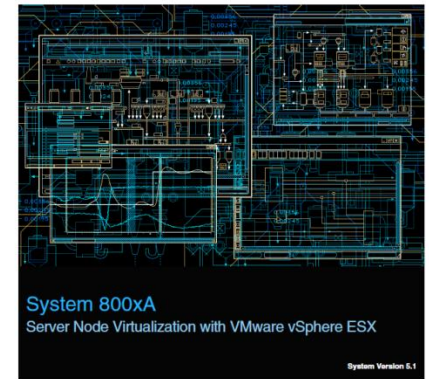 System 800xA
Server Node Virtualization with VMware vSphere ESX
System Version 5.1